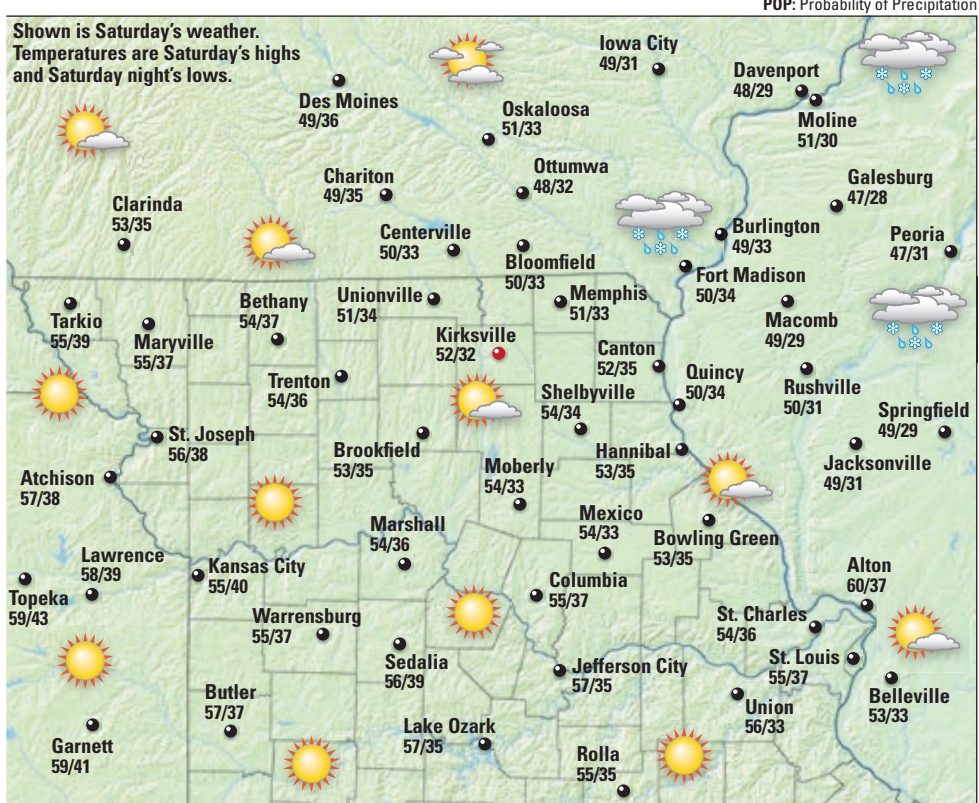 POP: Probability of Precipitation
Shown is Saturday's weather.
Temperatures are Saturday's highs
and Saturday night's lows.
Iowa City
49/31
Davenport
48/29
Des Moines
49/36
Moline
51/30
Oskaloosa
51/33
Ottumwa
48/32
Chariton
49/35
Galesburg
47/28
Clarinda
53/35
Centerville
50/33
Burlington
49/33
Peoria
47/31
Bloomfield
50/33
Fort Madison
50/34
Tarkio
55/39
Maryville
55/37
Bethany
54/37
Unionville
51/34
Memphis
51/33
Macomb
49/29
Kirksville
52/32
Canton
52/35
Trenton
54/36
Quincy
50/34
Rushville
50/31
Shelbyville
54/34
Springfield
49/29
St. Joseph
56/38
Brookfield
53/35
Hannibal
53/35
Jacksonville
49/31
Atchison
57/38
Moberly
54/33
Mexico
54/33
Marshall
54/36
Bowling Green
53/35
Lawrence
58/39
Kansas City
55/40
Alton
60/37
Topeka
59/43
Columbia
55/37
Warrensburg
55/37
St. Charles
54/36
Sedalia
56/39
Jefferson City
57/35
St. Louis
55/37
Belleville
53/33
Butler
57/37
Union
56/33
Garnett
59/41
Lake Ozark
57/35
Rolla
55/35